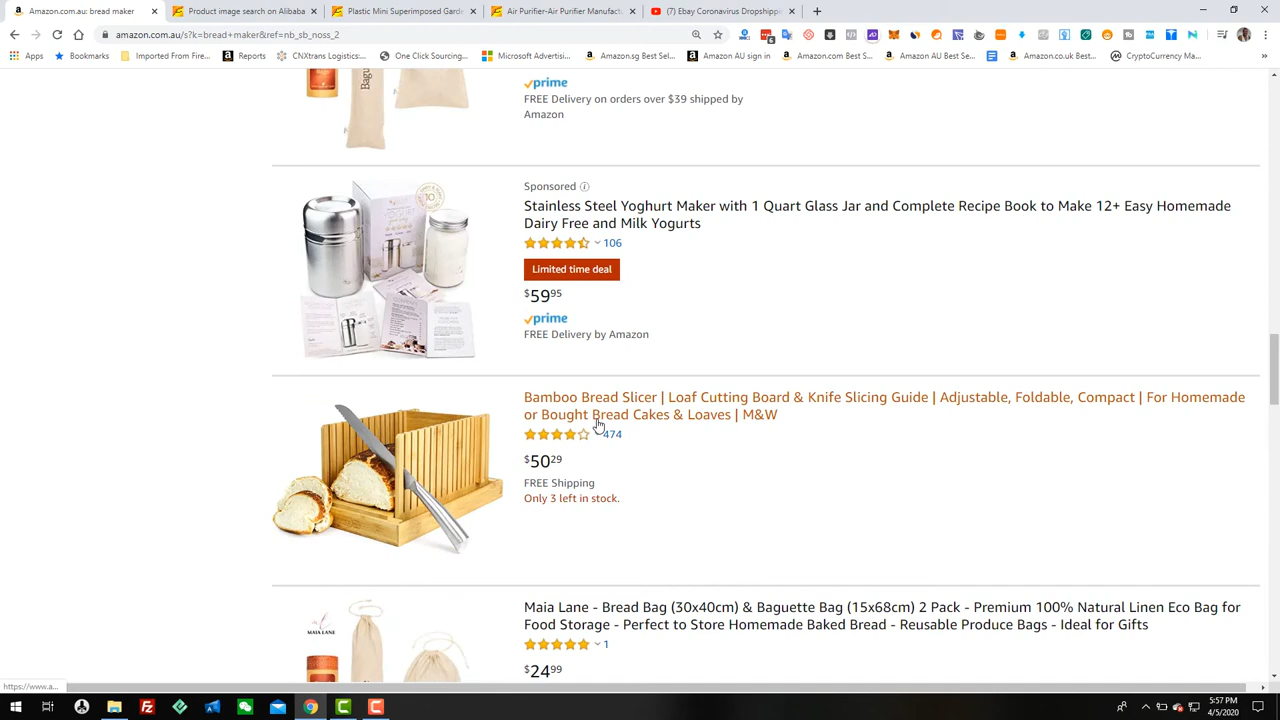 Amazon.com.au: bread maker
Product image search on Alibaba
Plastic Mini Superimposed Garde
Air Purifier-Air Purifier Manufact
(7) Ebay Coronavirus Dropshippi
amazon.com.au/s?k=bread+maker&ref=nb_sb_noss_2
Apps
Bookmarks
Imported From Fire...
Reports
CNXtrans Logistics:...
One Click Sourcing...
Microsoft Advertisi...
Amazon.sg Best Sel...
Amazon AU sign in
Amazon.com Best S...
Amazon AU Best Se...
Amazon.co.uk Best...
CryptoCurrency Ma...
prime
FREE Delivery on orders over $39 shipped by
Amazon
Sponsored
Stainless Steel Yoghurt Maker with 1 Quart Glass Jar and Complete Recipe Book to Make 12+ Easy Homemade
Dairy Free and Milk Yogurts
106
Limited time deal
$59 95
prime
FREE Delivery by Amazon
Bamboo Bread Slicer | Loaf Cutting Board & Knife Slicing Guide | Adjustable, Foldable, Compact | For Homemade
or Bought Bread Cakes & Loaves | M&W
474
$50 29
FREE Shipping
Only 3 left in stock.
Maia Lane - Bread Bag (30x40cm) & Baguette Bag (15x68cm) 2 Pack - Premium 100% Natural Linen Eco Bag for
Food Storage - Perfect to Store Homemade Baked Bread - Reusable Produce Bags - Ideal for Gifts
MAIA LANE
1
$24 99
https://www.a...
5:57 PM
4/5/2020